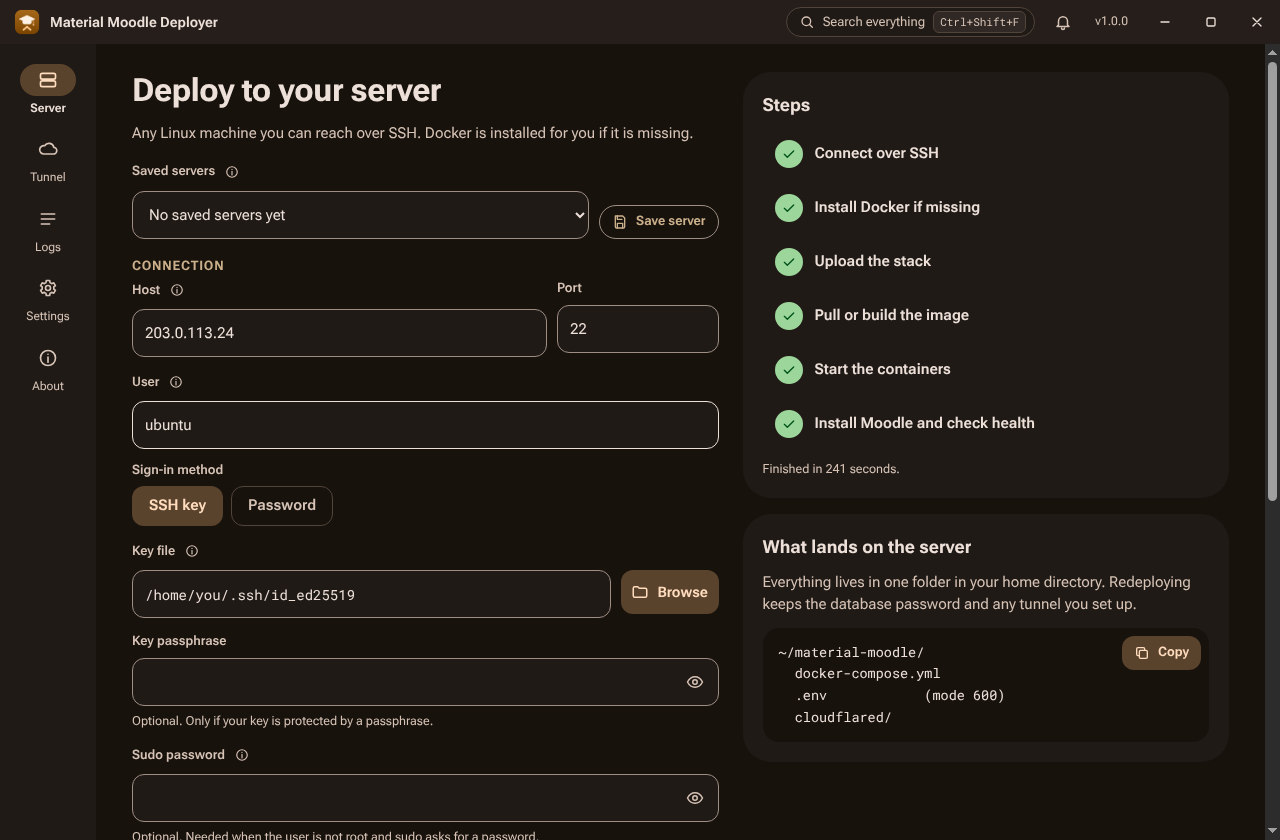 Material Moodle Deployer
Search everything Ctrl+Shift+F
v1.0.0
Server
Tunnel
Logs
Settings
About
Deploy to your server
Any Linux machine you can reach over SSH. Docker is installed for you if it is missing.
Saved servers
No saved servers yet
Save server
CONNECTION
Host
Port
203.0.113.24
22
User
ubuntu
Sign-in method
SSH key
Password
Key file
/home/you/.ssh/id_ed25519
Browse
Key passphrase
Optional. Only if your key is protected by a passphrase.
Sudo password
Optional. Needed when the user is not root and sudo asks for a password.
Steps
Connect over SSH
Install Docker if missing
Upload the stack
Pull or build the image
Start the containers
Install Moodle and check health
Finished in 241 seconds.
What lands on the server
Everything lives in one folder in your home directory. Redeploying
keeps the database password and any tunnel you set up.
~/material-moodle/
Copy
docker-compose.yml
.env (mode 600)
cloudflared/